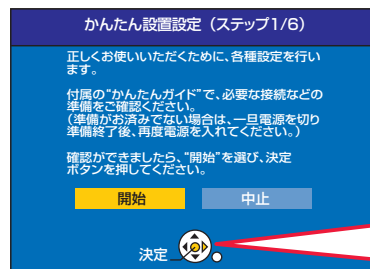 かんたん設置設定（ステップ1/6）
正しくお使いいただくために、各種設定を行い
ます。
付属の"かんたんガイド"で、必要な接続などの
準備をご確認ください。
（準備がお済みでない場合は、一旦電源を切り
準備終了後、再度電源を入れてください。）
確認ができましたら、"開始"を選び、決定
ボタンを押してください。
開始 中止
決定